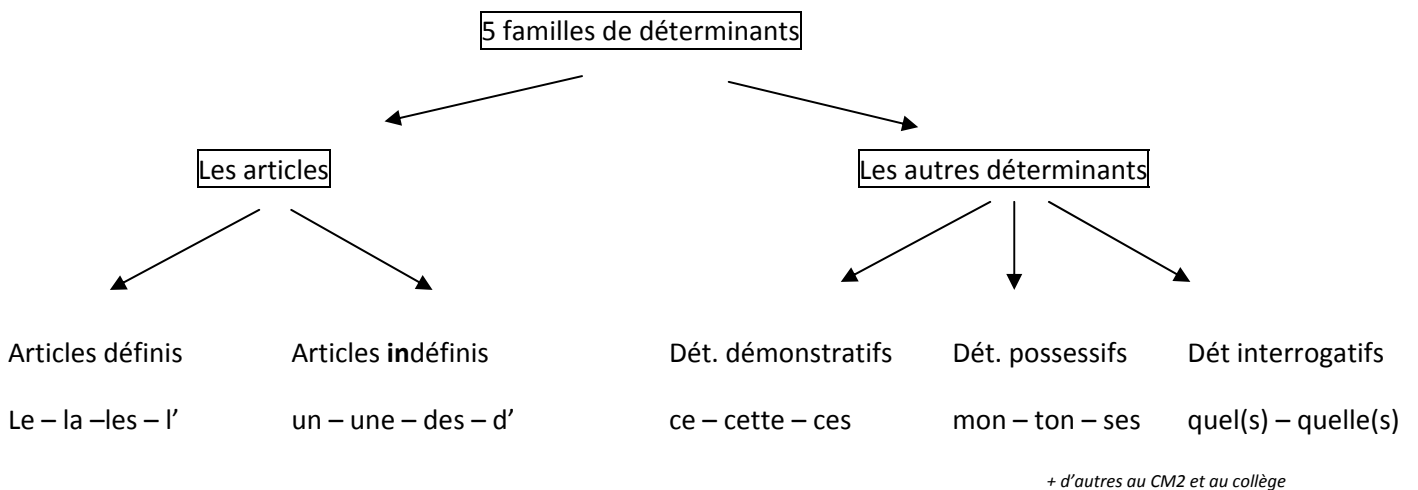 5 familles de déterminants
Les articles
Les autres déterminants
Articles définis
Articles indéfinis
Dét. démonstratifs
Dét. possessifs
Dét interrogatifs
Le – la –les – l’
un – une – des – d’
ce – cette – ces
mon – ton – ses
quel(s) – quelle(s)
+ d’autres au CM2 et au collège